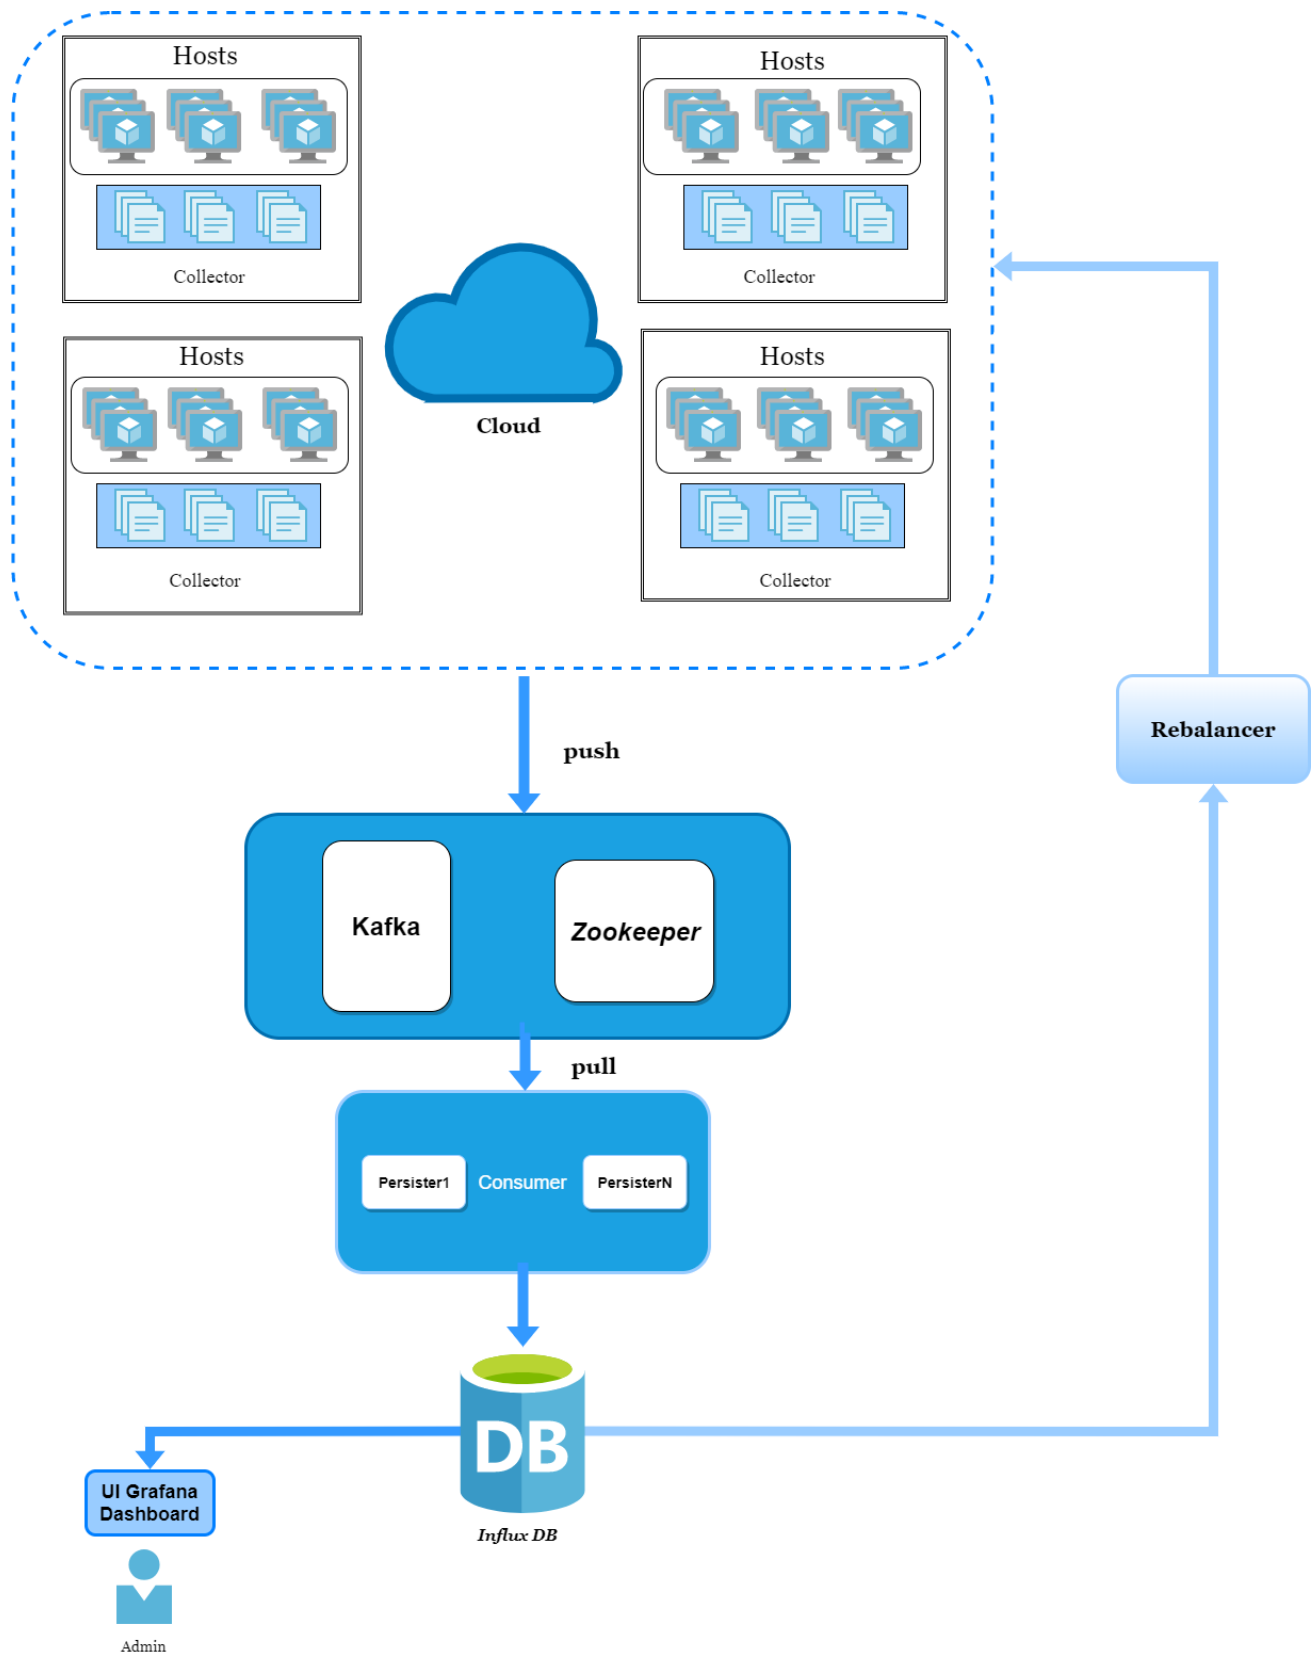 Hosts
Collector
Hosts
Collector
Hosts
Collector
Hosts
Collector
Cloud
push
Rebalancer
Kafka
Zookeeper
pull
Persister1
Consumer
PersisterN
DB
Influx DB
UI Grafana
Dashboard
Admin